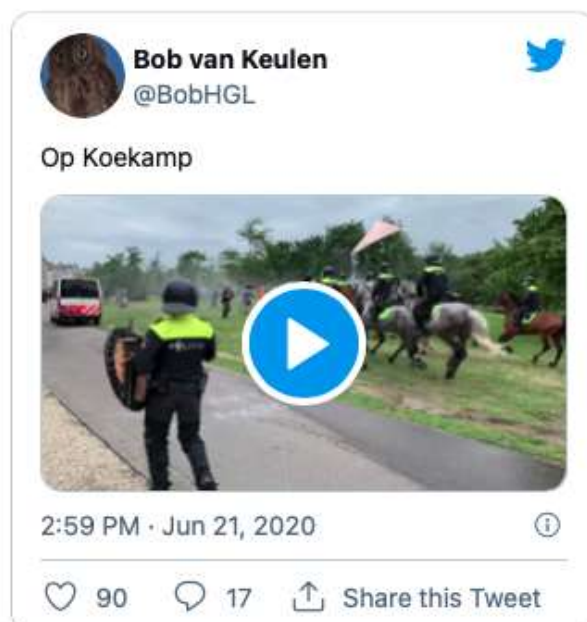 Bob van Keulen
@BobHGL
Op Koekamp
2:59 PM · Jun 21, 2020
90 17 Share this Tweet